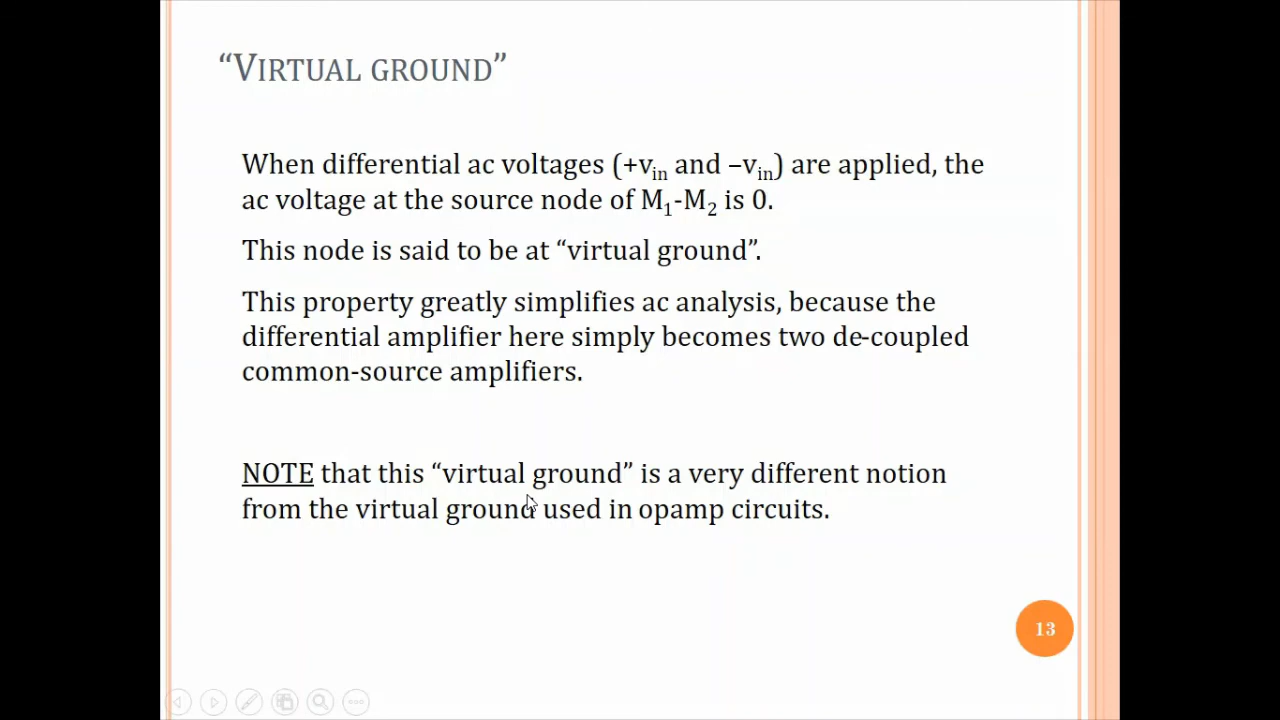 “VIRTUAL GROUND”
When differential ac voltages (+vin and –vin) are applied, the
ac voltage at the source node of M1-M2 is 0.
This node is said to be at “virtual ground”.
This property greatly simplifies ac analysis, because the
differential amplifier here simply becomes two de-coupled
common-source amplifiers.
NOTE that this “virtual ground” is a very different notion
from the virtual ground used in opamp circuits.
13